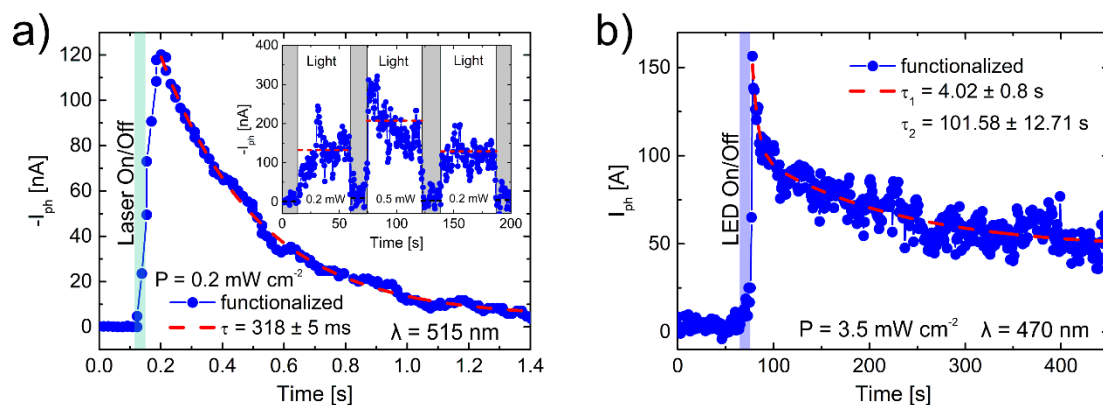 a)
-I_ph [nA]
120
100
80
60
40
20
0
Laser On/Off
P = 0.2 mW cm⁻²
functionalized
τ = 318 ± 5 ms
λ = 515 nm
0.0 0.2 0.4 0.6 0.8 1.0 1.2 1.4
Time [s]
-I_ph [nA]
400
300
200
100
0
Light Light Light
0.2 mW 0.5 mW 0.2 mW
0 50 100 150 200
Time [s]
b)
I_ph [A]
150
100
50
0
LED On/Off
functionalized
τ₁ = 4.02 ± 0.8 s
τ₂ = 101.58 ± 12.71 s
P = 3.5 mW cm⁻² λ = 470 nm
0 100 200 300 400
Time [s]